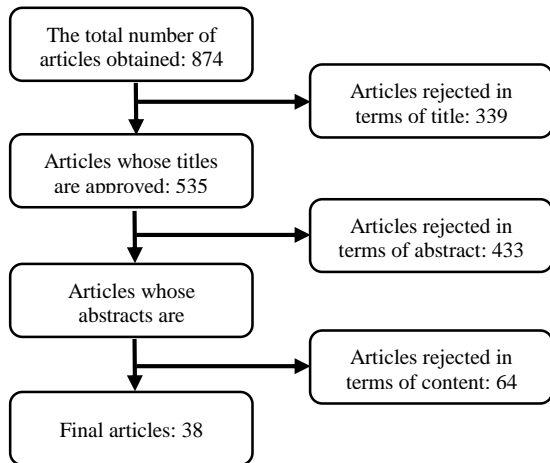 The total number of
articles obtained: 874
Articles rejected in
terms of title: 339
Articles whose titles
are approved: 535
Articles rejected in
terms of abstract: 433
Articles whose
abstracts are
Articles rejected in
terms of content: 64
Final articles: 38